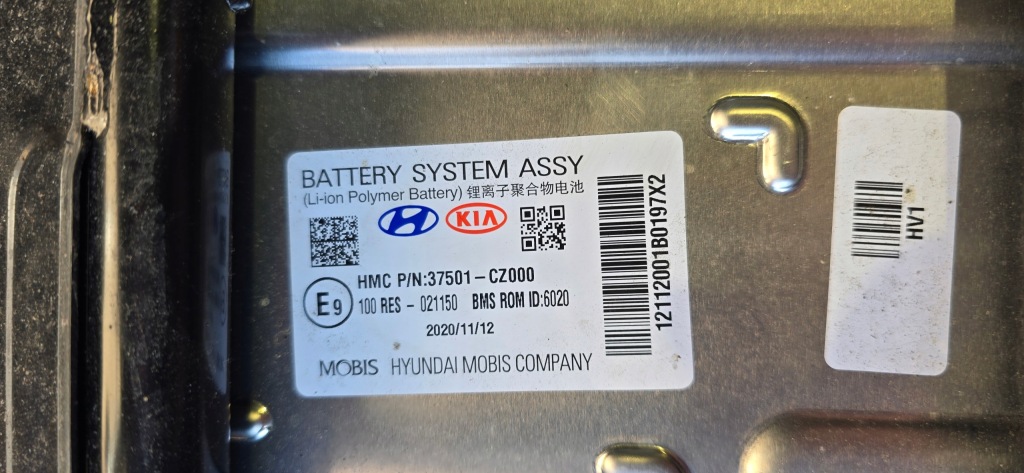 BATTERY SYSTEM ASSY
(Li-ion Polymer Battery) 锂离子聚合物电池
KIA
HMC P/N:37501-CZ000
E9
100 RES - 021150 BMS ROM ID:6020
2020/11/12
MOBIS HYUNDAI MOBIS COMPANY
12112001B0197X2
HV1